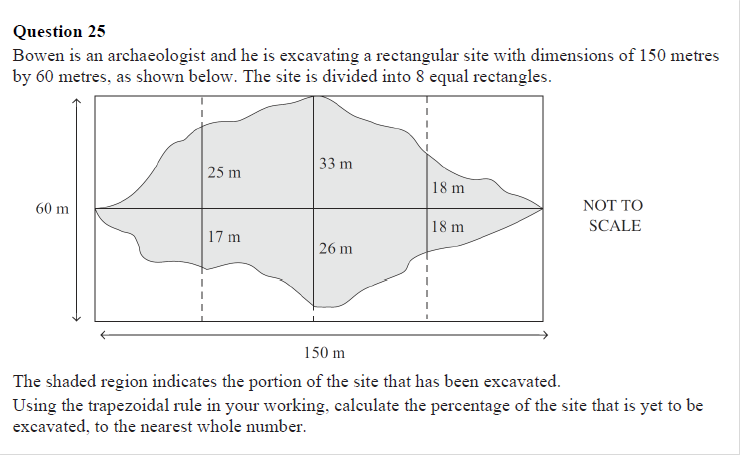 Question 25
Bowen is an archaeologist and he is excavating a rectangular site with dimensions of 150 metres
by 60 metres, as shown below. The site is divided into 8 equal rectangles.
33 m
25 m
18 m
60 m
NOT TO
SCALE
18 m
17 m
26 m
150 m
The shaded region indicates the portion of the site that has been excavated.
Using the trapezoidal rule in your working, calculate the percentage of the site that is yet to be
excavated, to the nearest whole number.